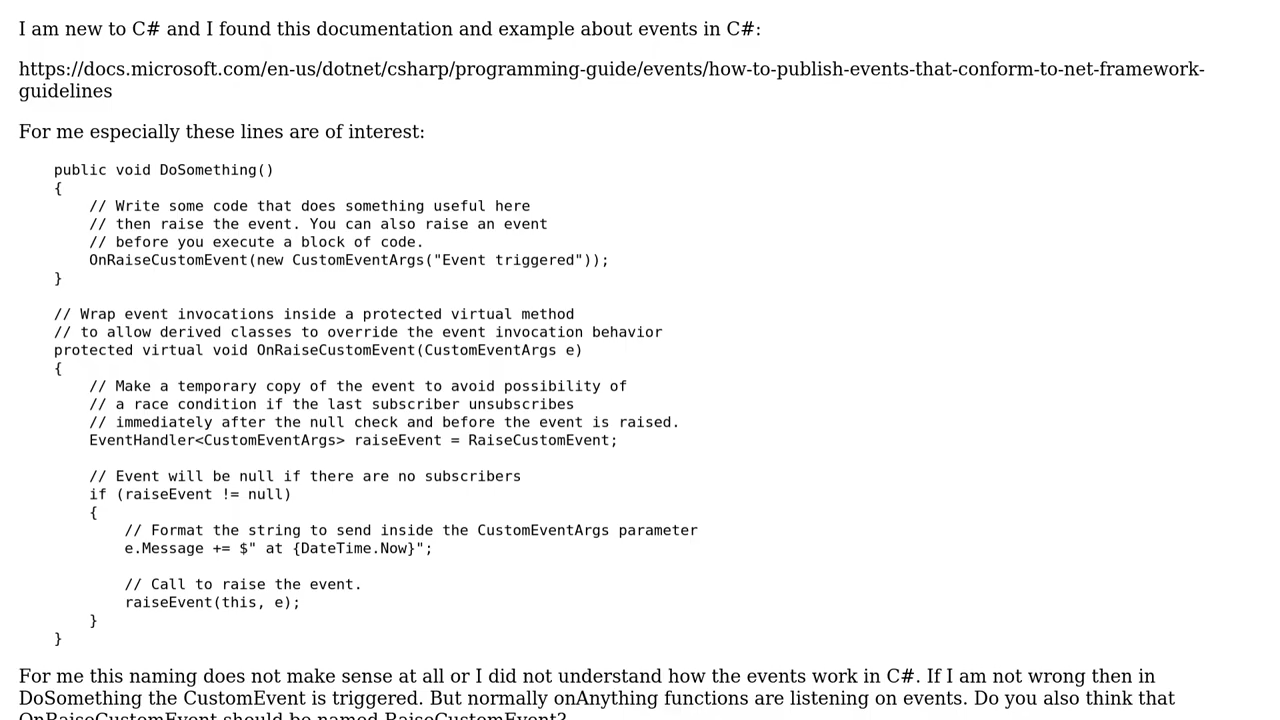 I am new to C# and I found this documentation and example about events in C#:
https://docs.microsoft.com/en-us/dotnet/csharp/programming-guide/events/how-to-publish-events-that-conform-to-net-framework-
guidelines
For me especially these lines are of interest:
public void DoSomething()
{
// Write some code that does something useful here
// then raise the event. You can also raise an event
// before you execute a block of code.
OnRaiseCustomEvent(new CustomEventArgs("Event triggered"));
}
// Wrap event invocations inside a protected virtual method
// to allow derived classes to override the event invocation behavior
protected virtual void OnRaiseCustomEvent(CustomEventArgs e)
{
// Make a temporary copy of the event to avoid possibility of
// a race condition if the last subscriber unsubscribes
// immediately after the null check and before the event is raised.
EventHandler<CustomEventArgs> raiseEvent = RaiseCustomEvent;
// Event will be null if there are no subscribers
if (raiseEvent != null)
{
// Format the string to send inside the CustomEventArgs parameter
e.Message += $" at {DateTime.Now}";
// Call to raise the event.
raiseEvent(this, e);
}
}
For me this naming does not make sense at all or I did not understand how the events work in C#. If I am not wrong then in
DoSomething the CustomEvent is triggered. But normally onAnything functions are listening on events. Do you also think that
OnRaiseCustomEvent should be named RaiseCustomEvent?